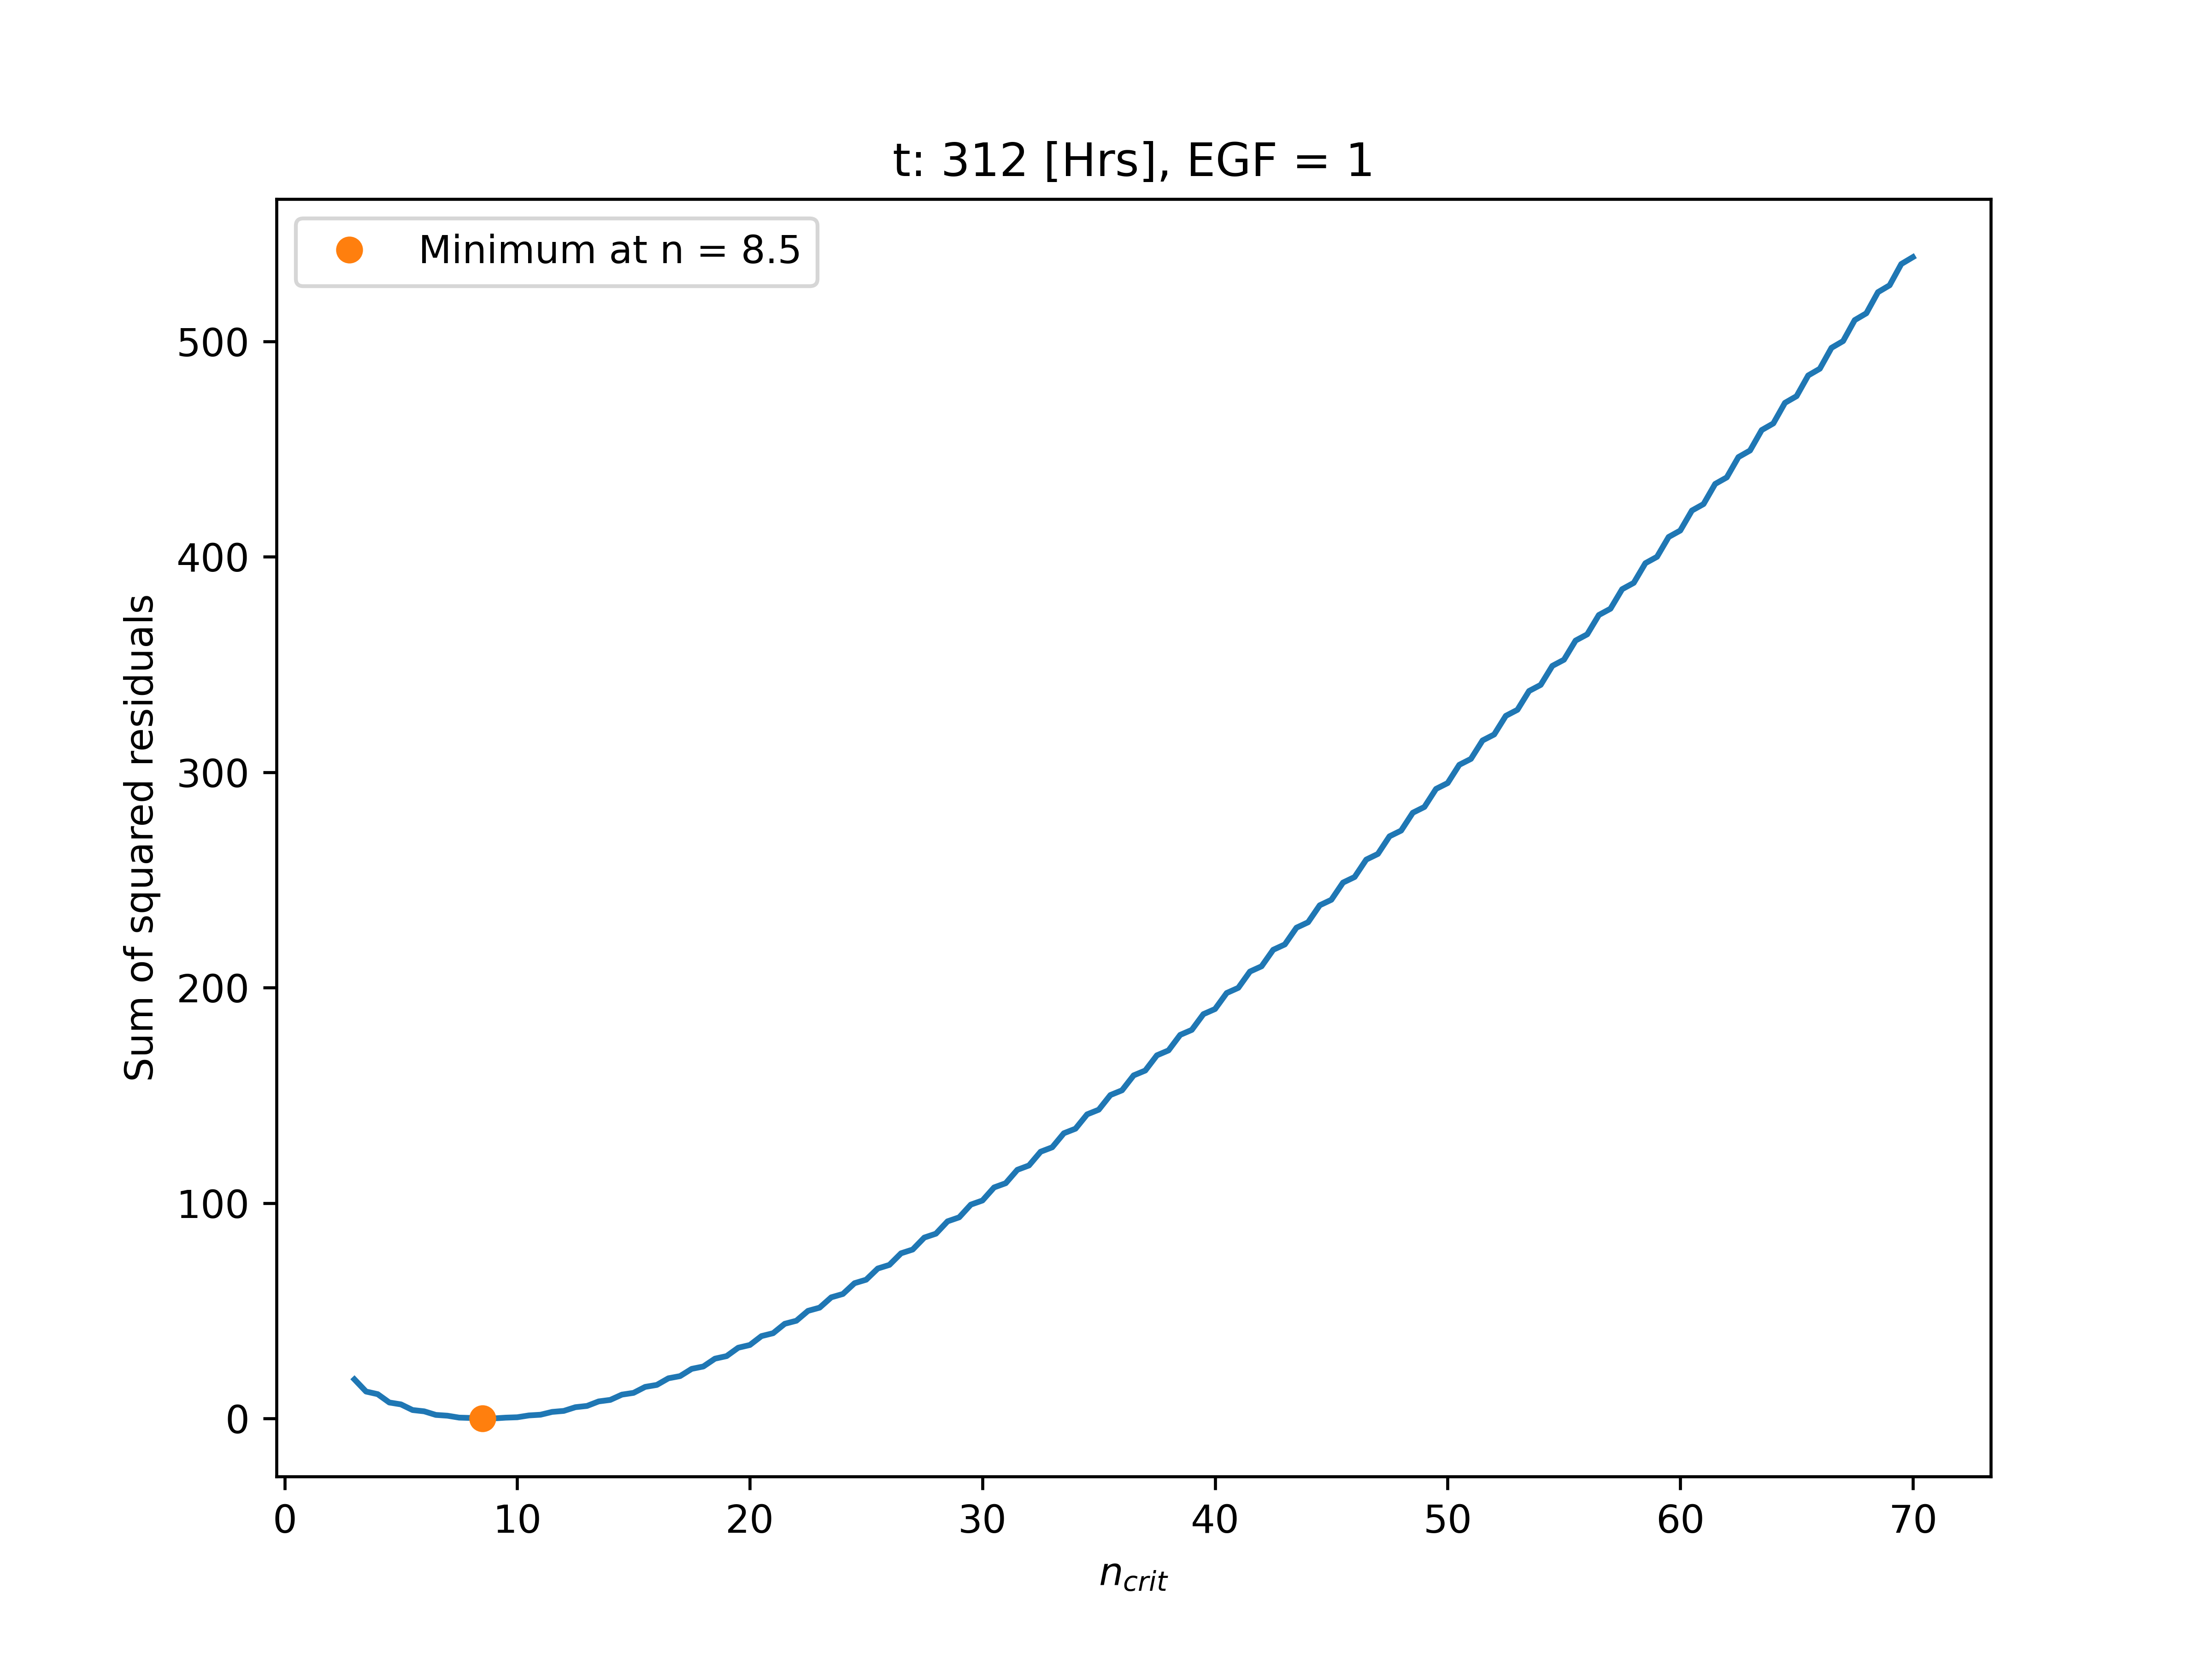 t: 312 [Hrs], EGF = 1
Minimum at n = 8.5
Sum of squared residuals
500
400
300
200
100
0
0 10 20 30 40 50 60 70
n_crit